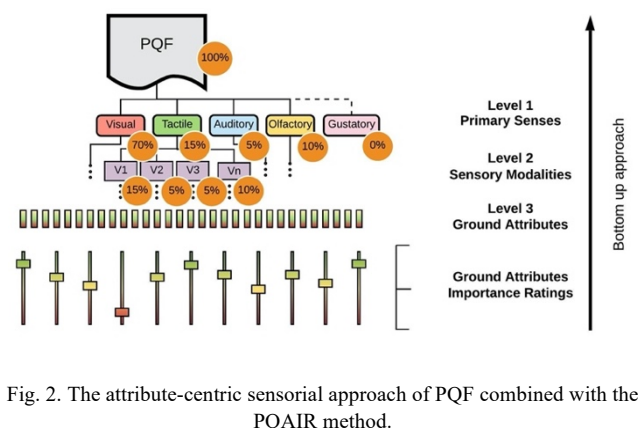 PQF
100%
Visual Tactile Auditory Olfactory Gustatory
70% 15% 5% 10% 0%
V1 V2 V3 Vn
15% 5% 5% 10%
Level 1
Primary Senses
Level 2
Sensory Modalities
Level 3
Ground Attributes
Ground Attributes
Importance Ratings
Bottom up approach
Fig. 2. The attribute-centric sensorial approach of PQF combined with the
POAIR method.